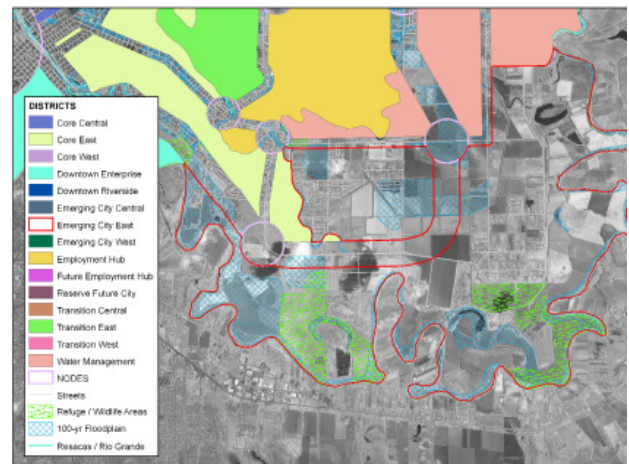 DISTRICTS
Core Central
Core East
Core West
Downtown Enterprise
Downtown Riverside
Emerging City Central
Emerging City East
Emerging City West
Employment Hub
Future Employment Hub
Reserve Future City
Transition Central
Transition East
Transition West
Water Management
NODES
Streets
Refuge / Wildlife Areas
100-yr Floodplain
Resacas / Rio Grande